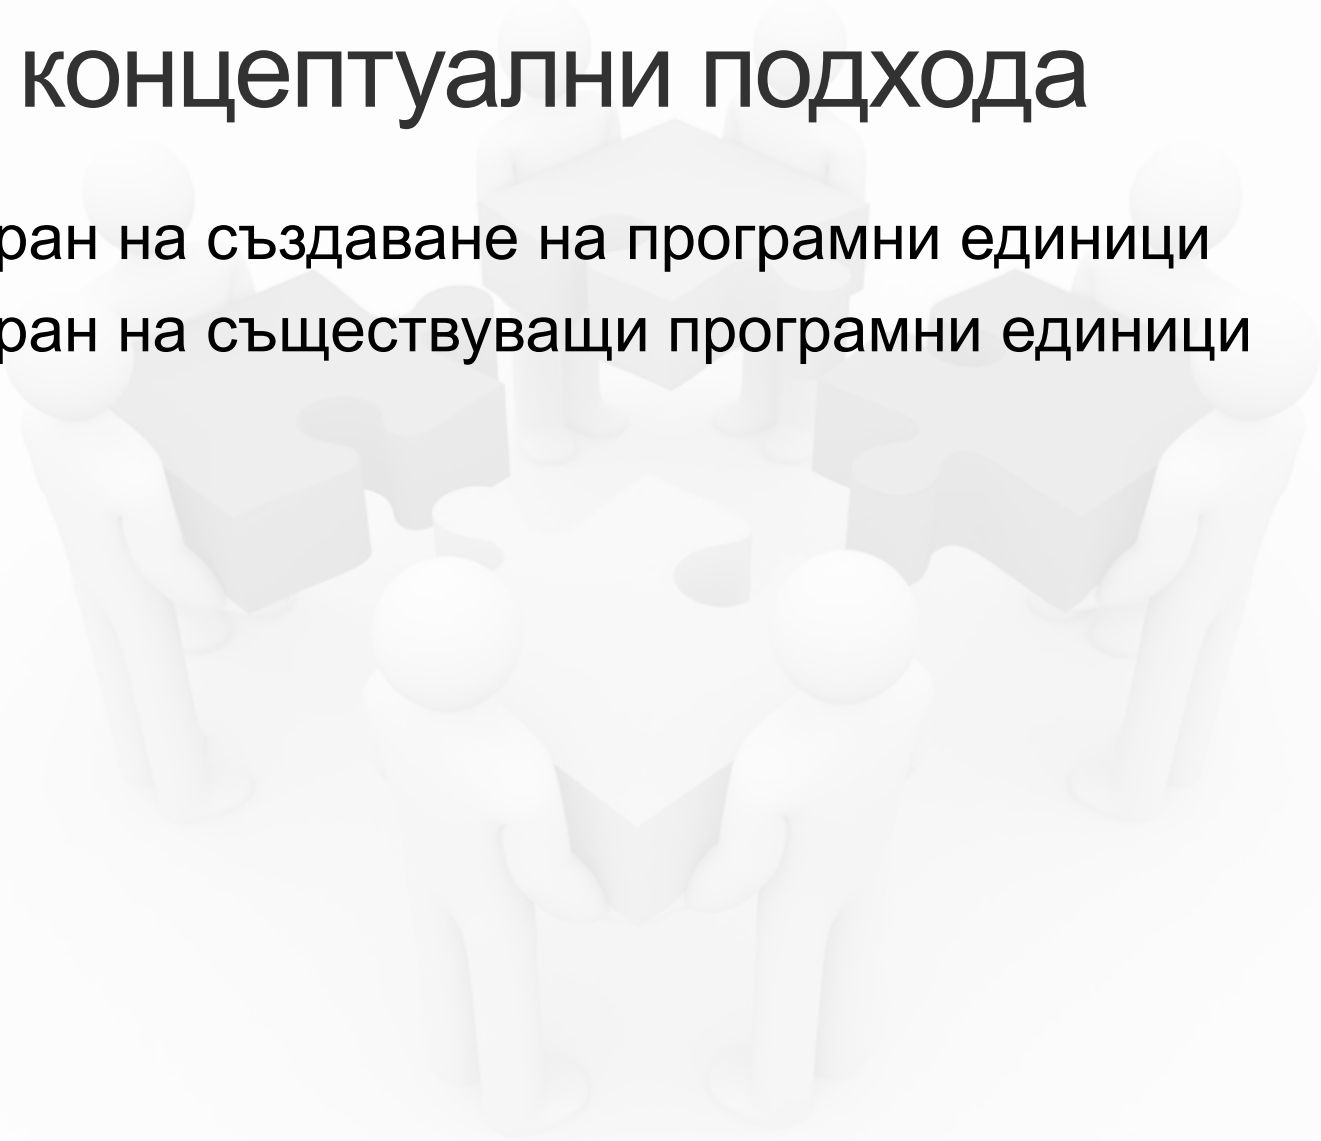 концептуални подхода
ран на създаване на програмни единици
ран на съществуващи програмни единици